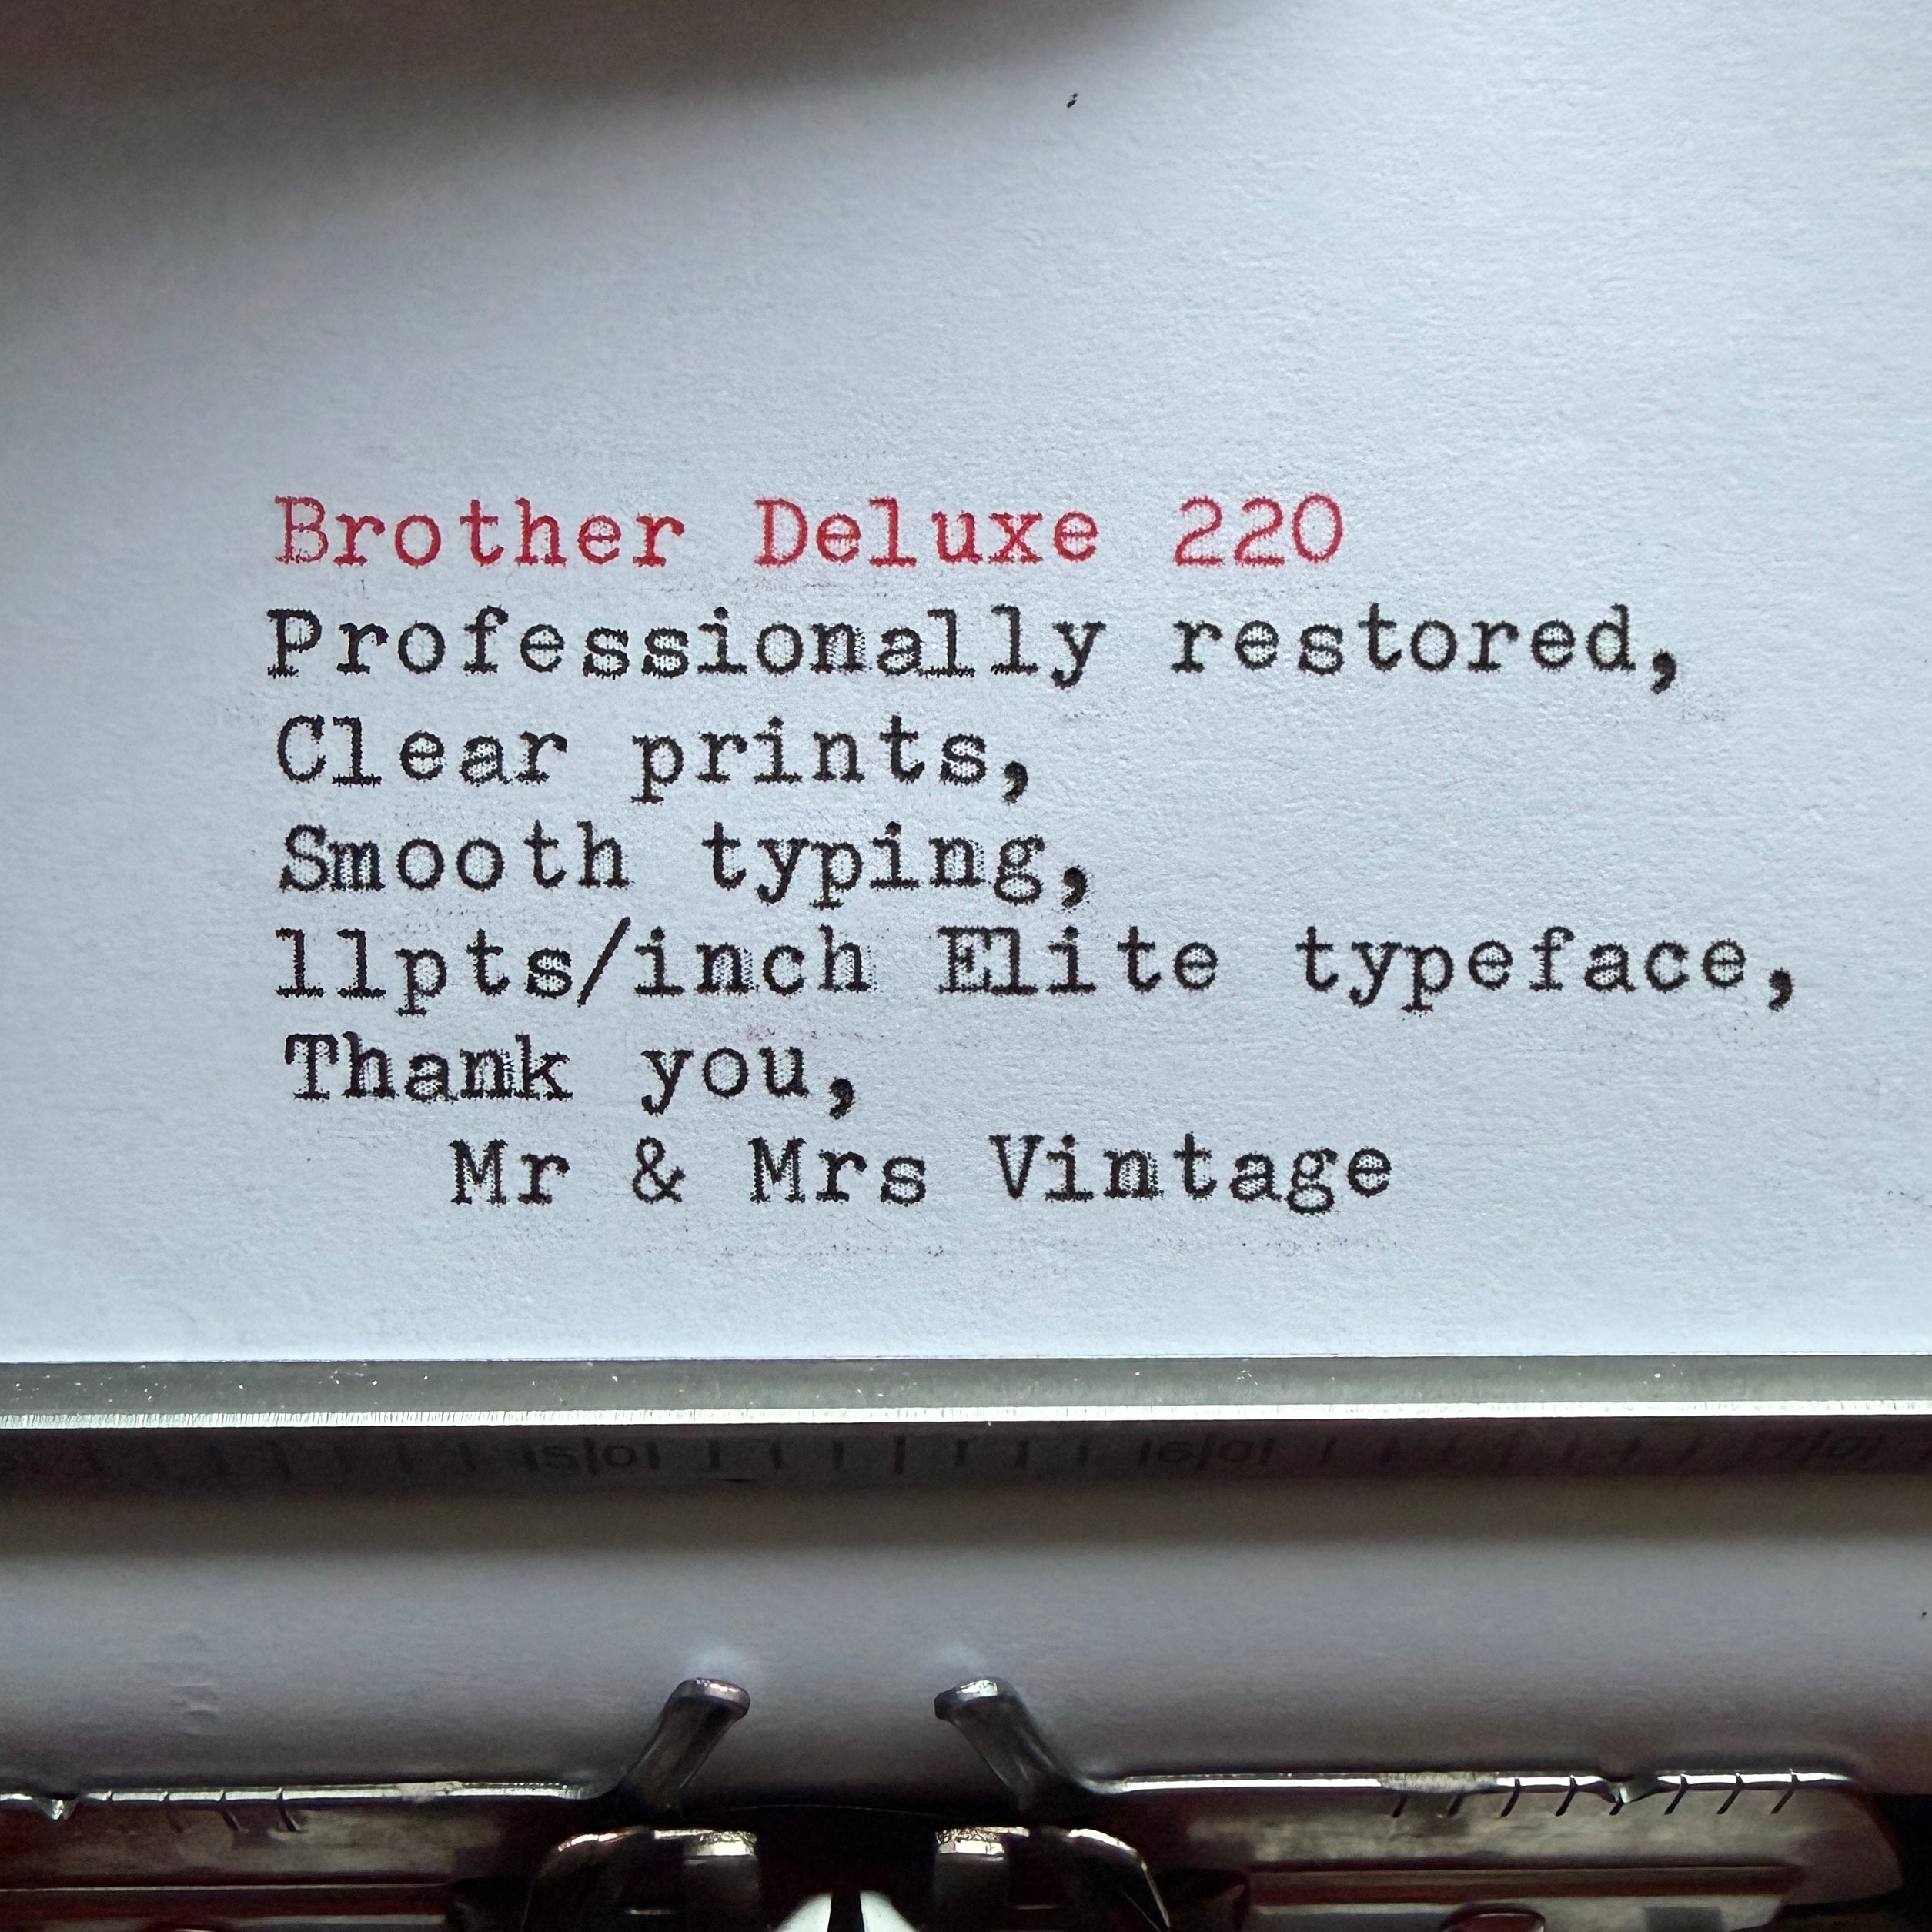 Brother Deluxe 220
Professionally restored,
Clear prints,
Smooth typing,
11pts/inch Elite typeface,
Thank you,
Mr & Mrs Vintage